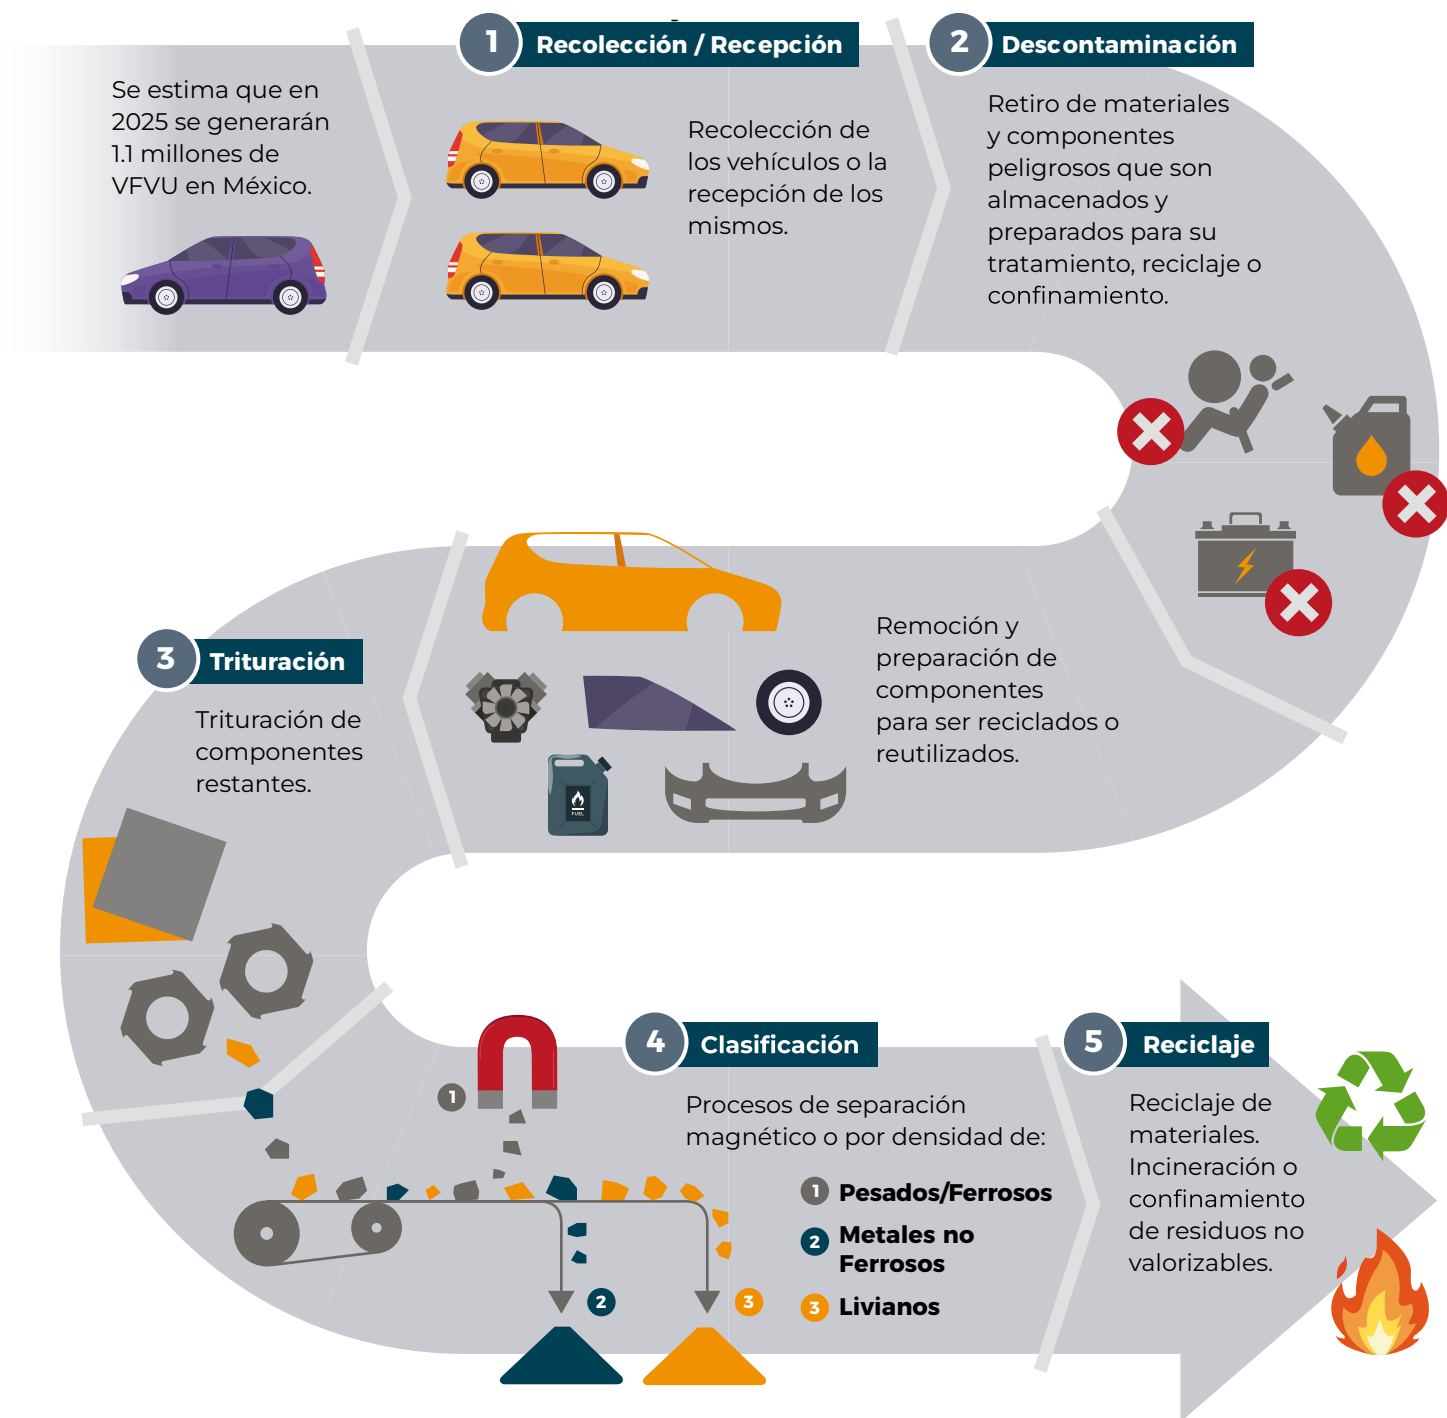 Se estima que en
2025 se generarán
1.1 millones de
VFVU en México.
1 Recolección / Recepción
Recolección de
los vehículos o la
recepción de los
mismos.
2 Descontaminación
Retiro de materiales
y componentes
peligrosos que son
almacenados y
preparados para su
tratamiento, reciclaje o
confinamiento.
Remoción y
preparación de
componentes
para ser reciclados o
reutilizados.
FUEL
3 Trituración
Trituración de
componentes
restantes.
1
2
3
4 Clasificación
Procesos de separación
magnético o por densidad de:
1 Pesados/Ferrosos
2 Metales no
Ferrosos
3 Livianos
5 Reciclaje
Reciclaje de
materiales.
Incineración o
confinamiento
de residuos no
valorizables.